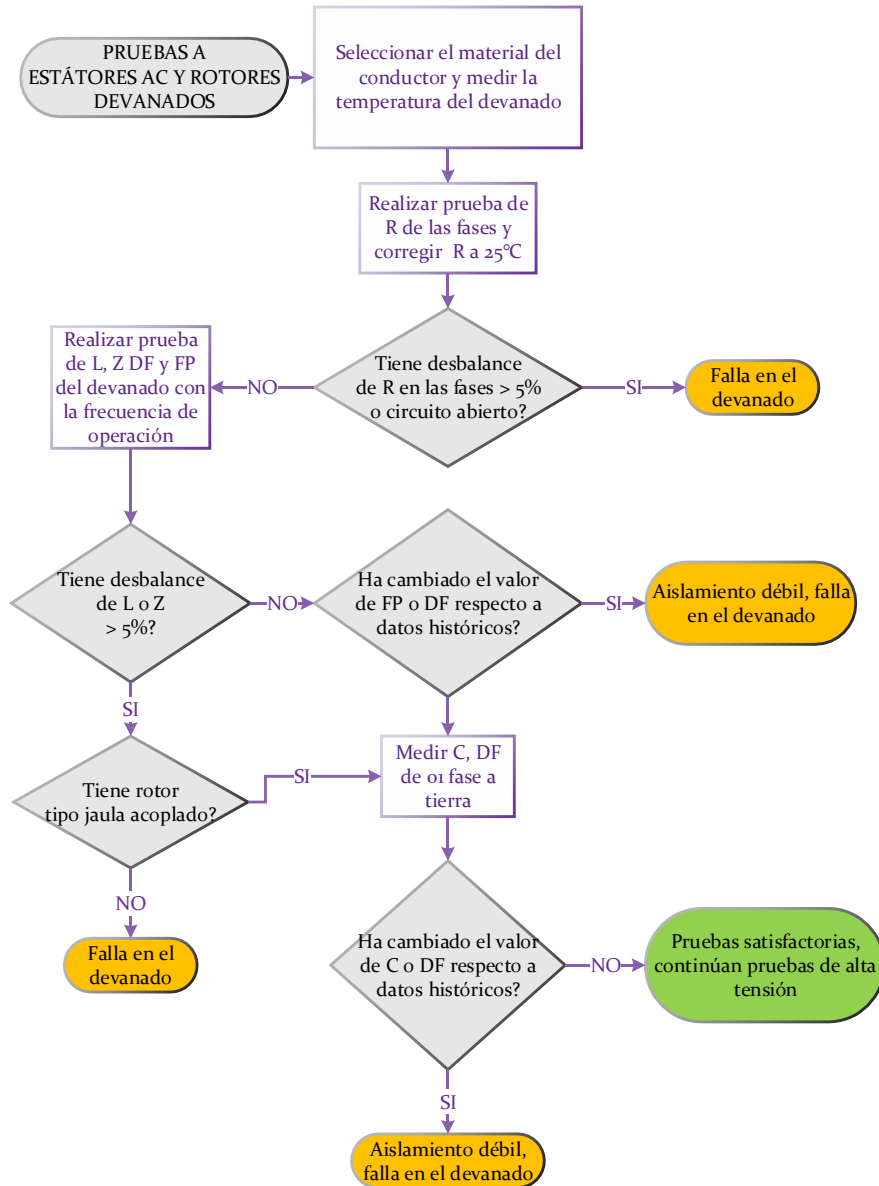 PRUEBAS A
ESTÁTORES AC Y ROTORES
DEVANADOS
Seleccionar el material del
conductor y medir la
temperatura del devanado
Realizar prueba de
R de las fases y
corregir R a 25°C
Realizar prueba
de L, Z DF y FP
del devanado con
la frecuencia de
operación
NO
Tiene desbalance
de R en las fases > 5%
o circuito abierto?
SI
Falla en el
devanado
Tiene desbalance
de L o Z
> 5%?
NO
Ha cambiado el valor
de FP o DF respecto a
datos históricos?
SI
Aislamiento débil, falla
en el devanado
SI
Tiene rotor
tipo jaula acoplado?
SI
Medir C, DF
de 01 fase a
tierra
NO
Falla en el
devanado
Ha cambiado el valor
de C o DF respecto a
datos históricos?
NO
Pruebas satisfactorias,
continúan pruebas de alta
tensión
SI
Aislamiento débil,
falla en el devanado